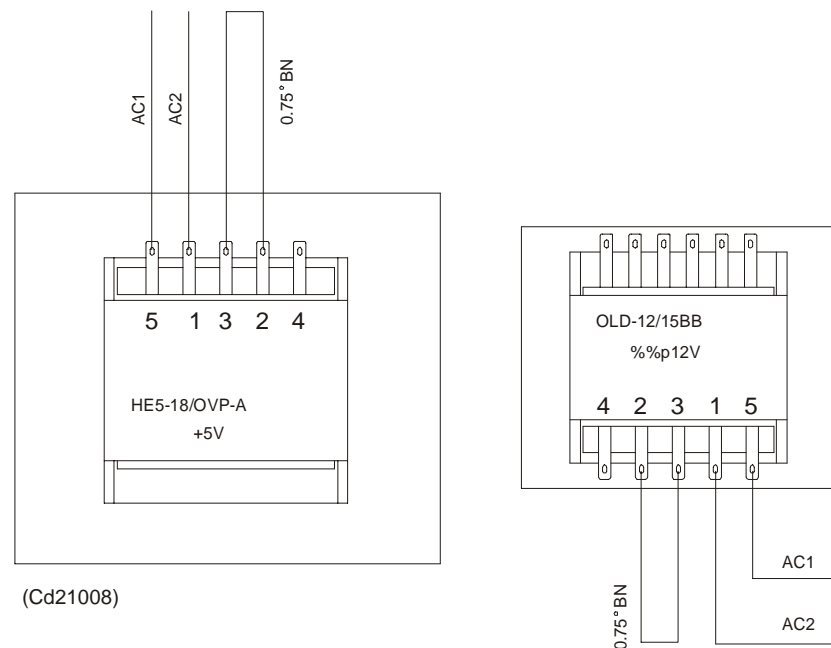 AC1
AC2
0.75°BN
5 1 3 2 4
HE5-18/OVP-A
+5V
(Cd21008)
OLD-12/15BB
%%p12V
4 2 3 1 5
0.75°BN
AC1
AC2